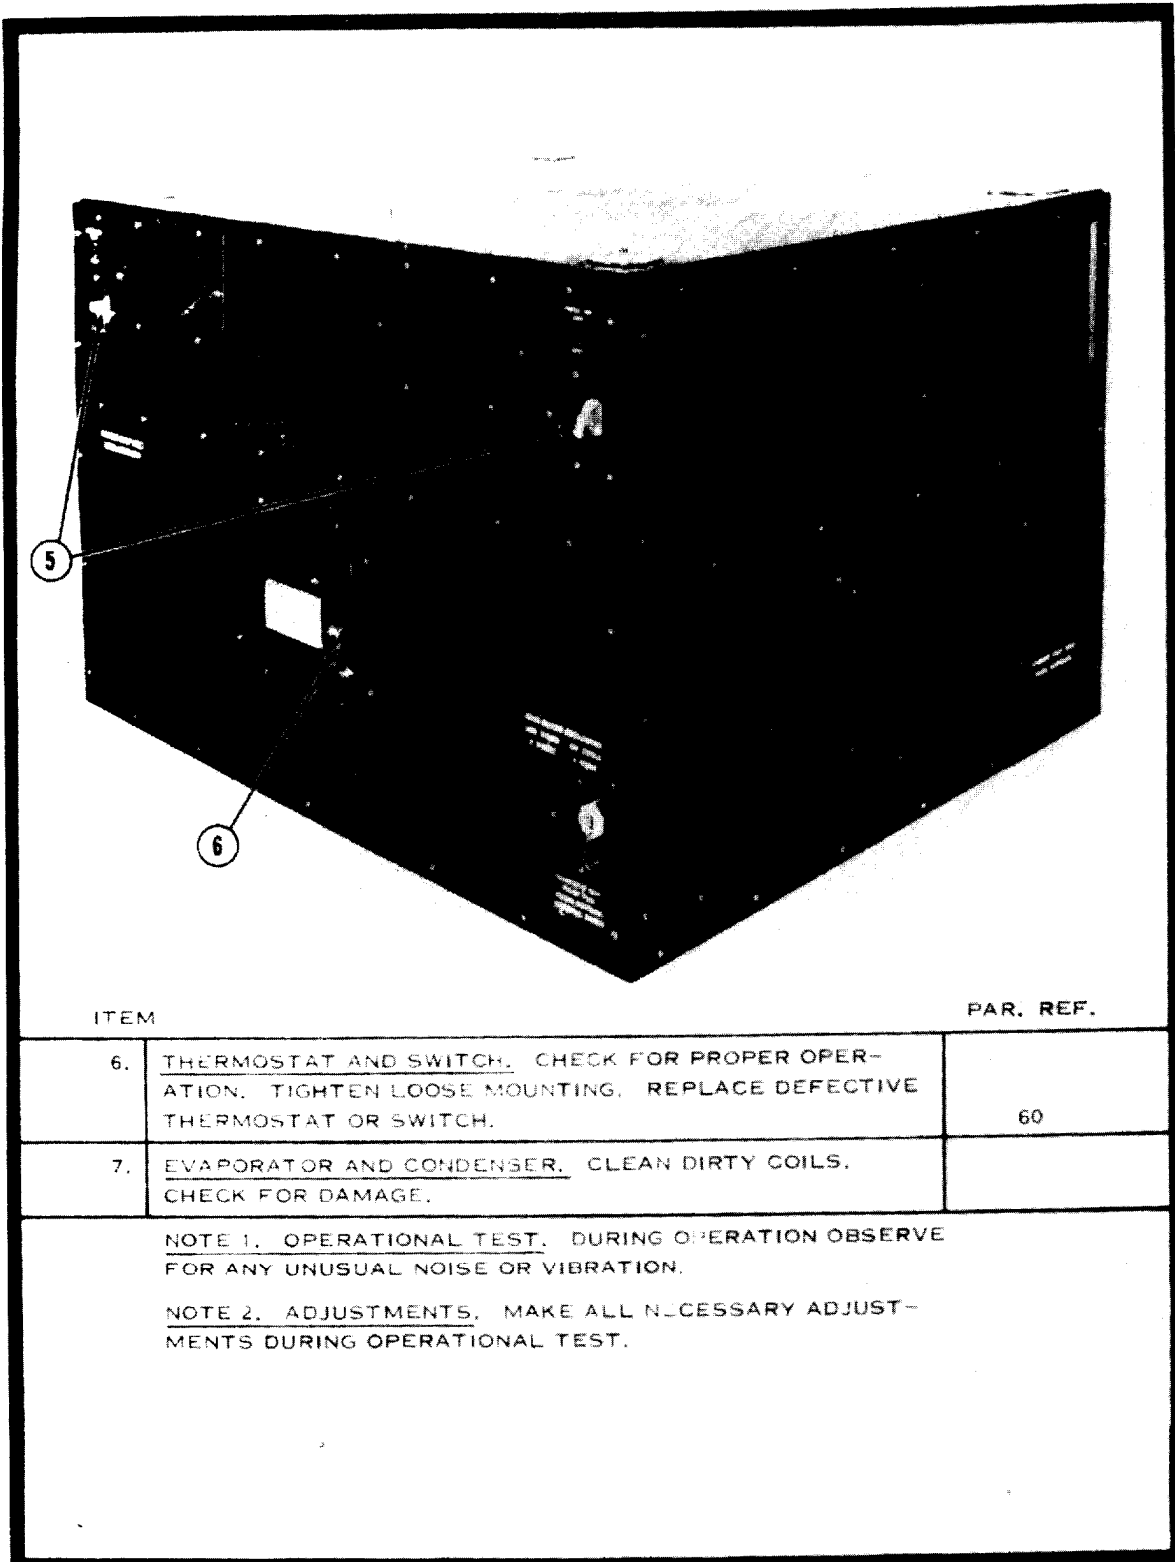 5
6
ITEM PAR. REF.
6. THERMOSTAT AND SWITCH. CHECK FOR PROPER OPER-
ATION. TIGHTEN LOOSE MOUNTING. REPLACE DEFECTIVE
THERMOSTAT OR SWITCH. 60
7. EVAPORATOR AND CONDENSER. CLEAN DIRTY COILS.
CHECK FOR DAMAGE.
NOTE 1. OPERATIONAL TEST. DURING OPERATION OBSERVE
FOR ANY UNUSUAL NOISE OR VIBRATION.
NOTE 2. ADJUSTMENTS. MAKE ALL NECESSARY ADJUST-
MENTS DURING OPERATIONAL TEST.